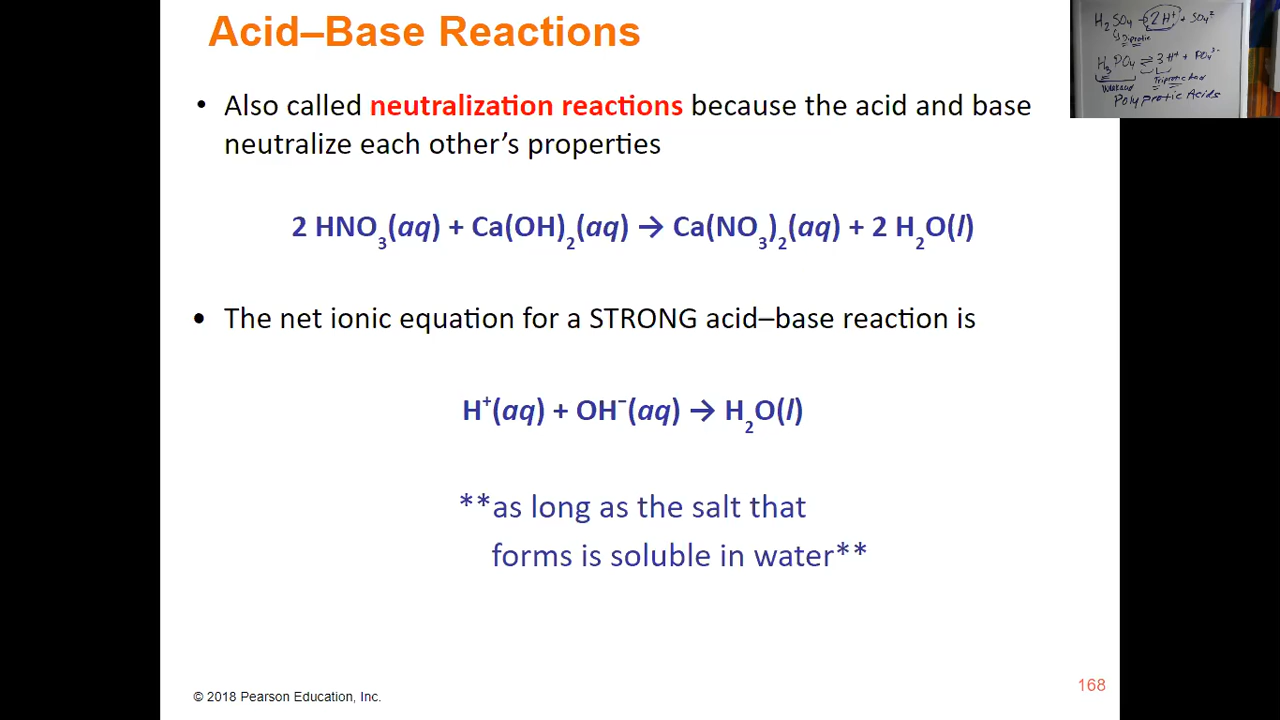 Acid–Base Reactions
• Also called neutralization reactions because the acid and base
neutralize each other's properties
2 HNO₃(aq) + Ca(OH)₂(aq) → Ca(NO₃)₂(aq) + 2 H₂O(l)
• The net ionic equation for a STRONG acid–base reaction is
H⁺(aq) + OH⁻(aq) → H₂O(l)
**as long as the salt that
forms is soluble in water**
© 2018 Pearson Education, Inc.
168
H₂SO₄ → 2H⁺ + SO₄²⁻
Diprotic
H₃PO₄ ⇌ 3H⁺ + PO₄³⁻
Triprotic Acid
Weak acid
Polyprotic Acids